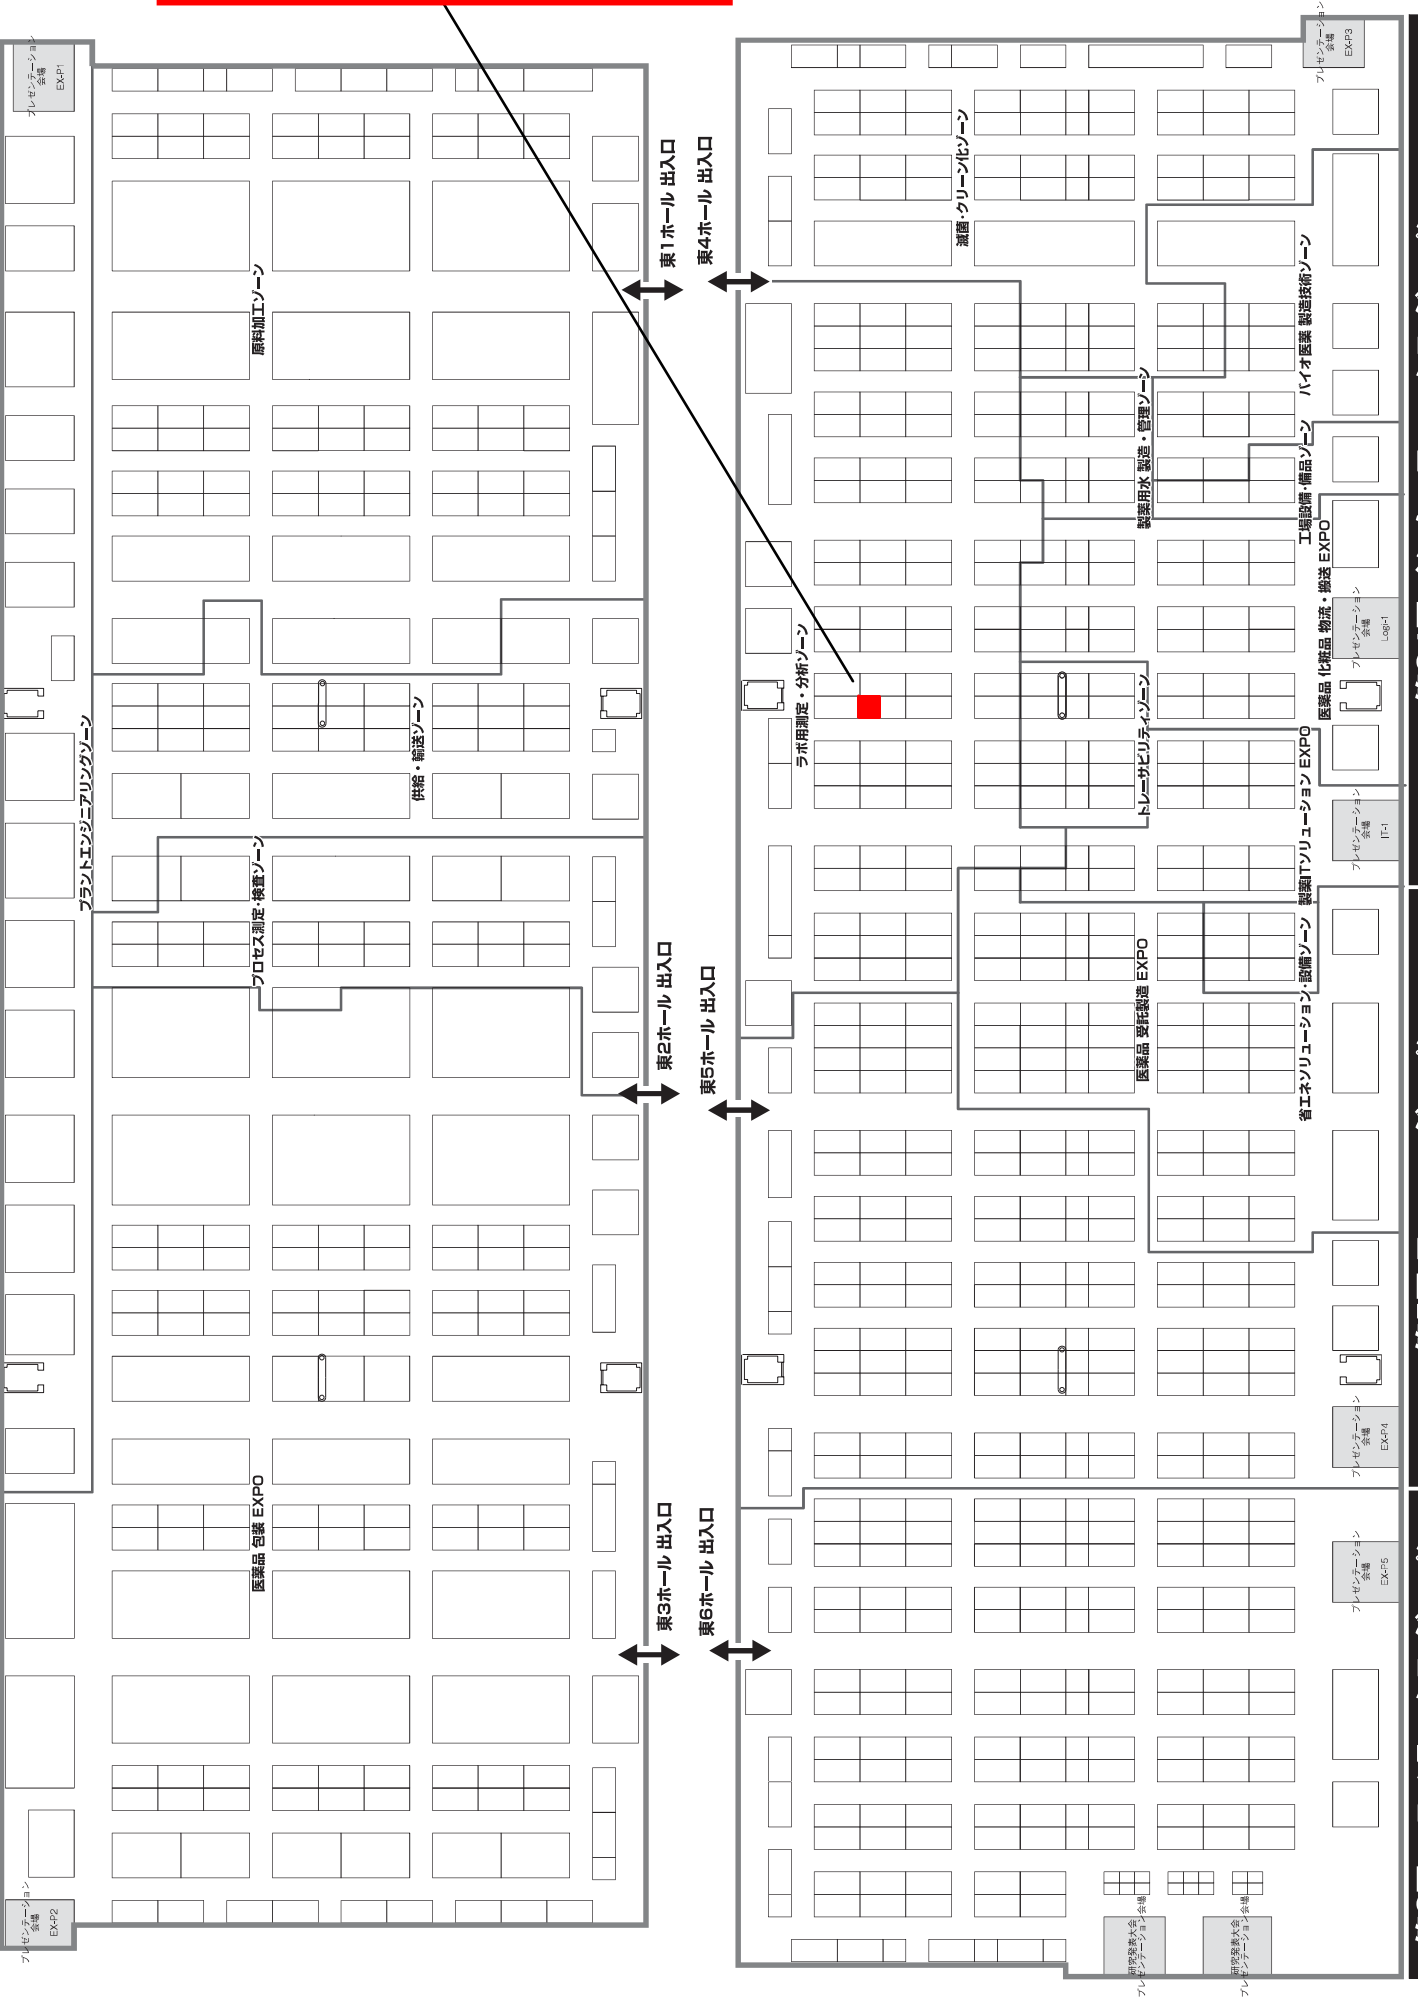 プレゼンテーション
会場
EX-P1
プレゼンテーション
会場
EX-P3
東1ホール 出入口
東4ホール 出入口
滅菌・クリーン化ゾーン
原料加工ゾーン
バイオ医薬 製造技術ゾーン
製薬用水 製造・管理ゾーン
工場設備・備品ゾーン
医薬品 化粧品 物流・搬送 EXPO
プレゼンテーション
会場
Logi-1
ラボ用測定・分析ゾーン
トレーサビリティゾーン
供給・輸送ゾーン
プラントエンジニアリングゾーン
製薬ITソリューション EXPO
プレゼンテーション
会場
IT-1
プロセス測定・検査ゾーン
東2ホール 出入口
東5ホール 出入口
医薬品 受託製造 EXPO
省エネソリューション・設備ゾーン
プレゼンテーション
会場
EX-P4
医薬品 包装 EXPO
東3ホール 出入口
東6ホール 出入口
プレゼンテーション
会場
EX-P5
プレゼンテーション
会場
EX-P2
研究発表大会
プレゼンテーション会場
研究発表大会
プレゼンテーション会場